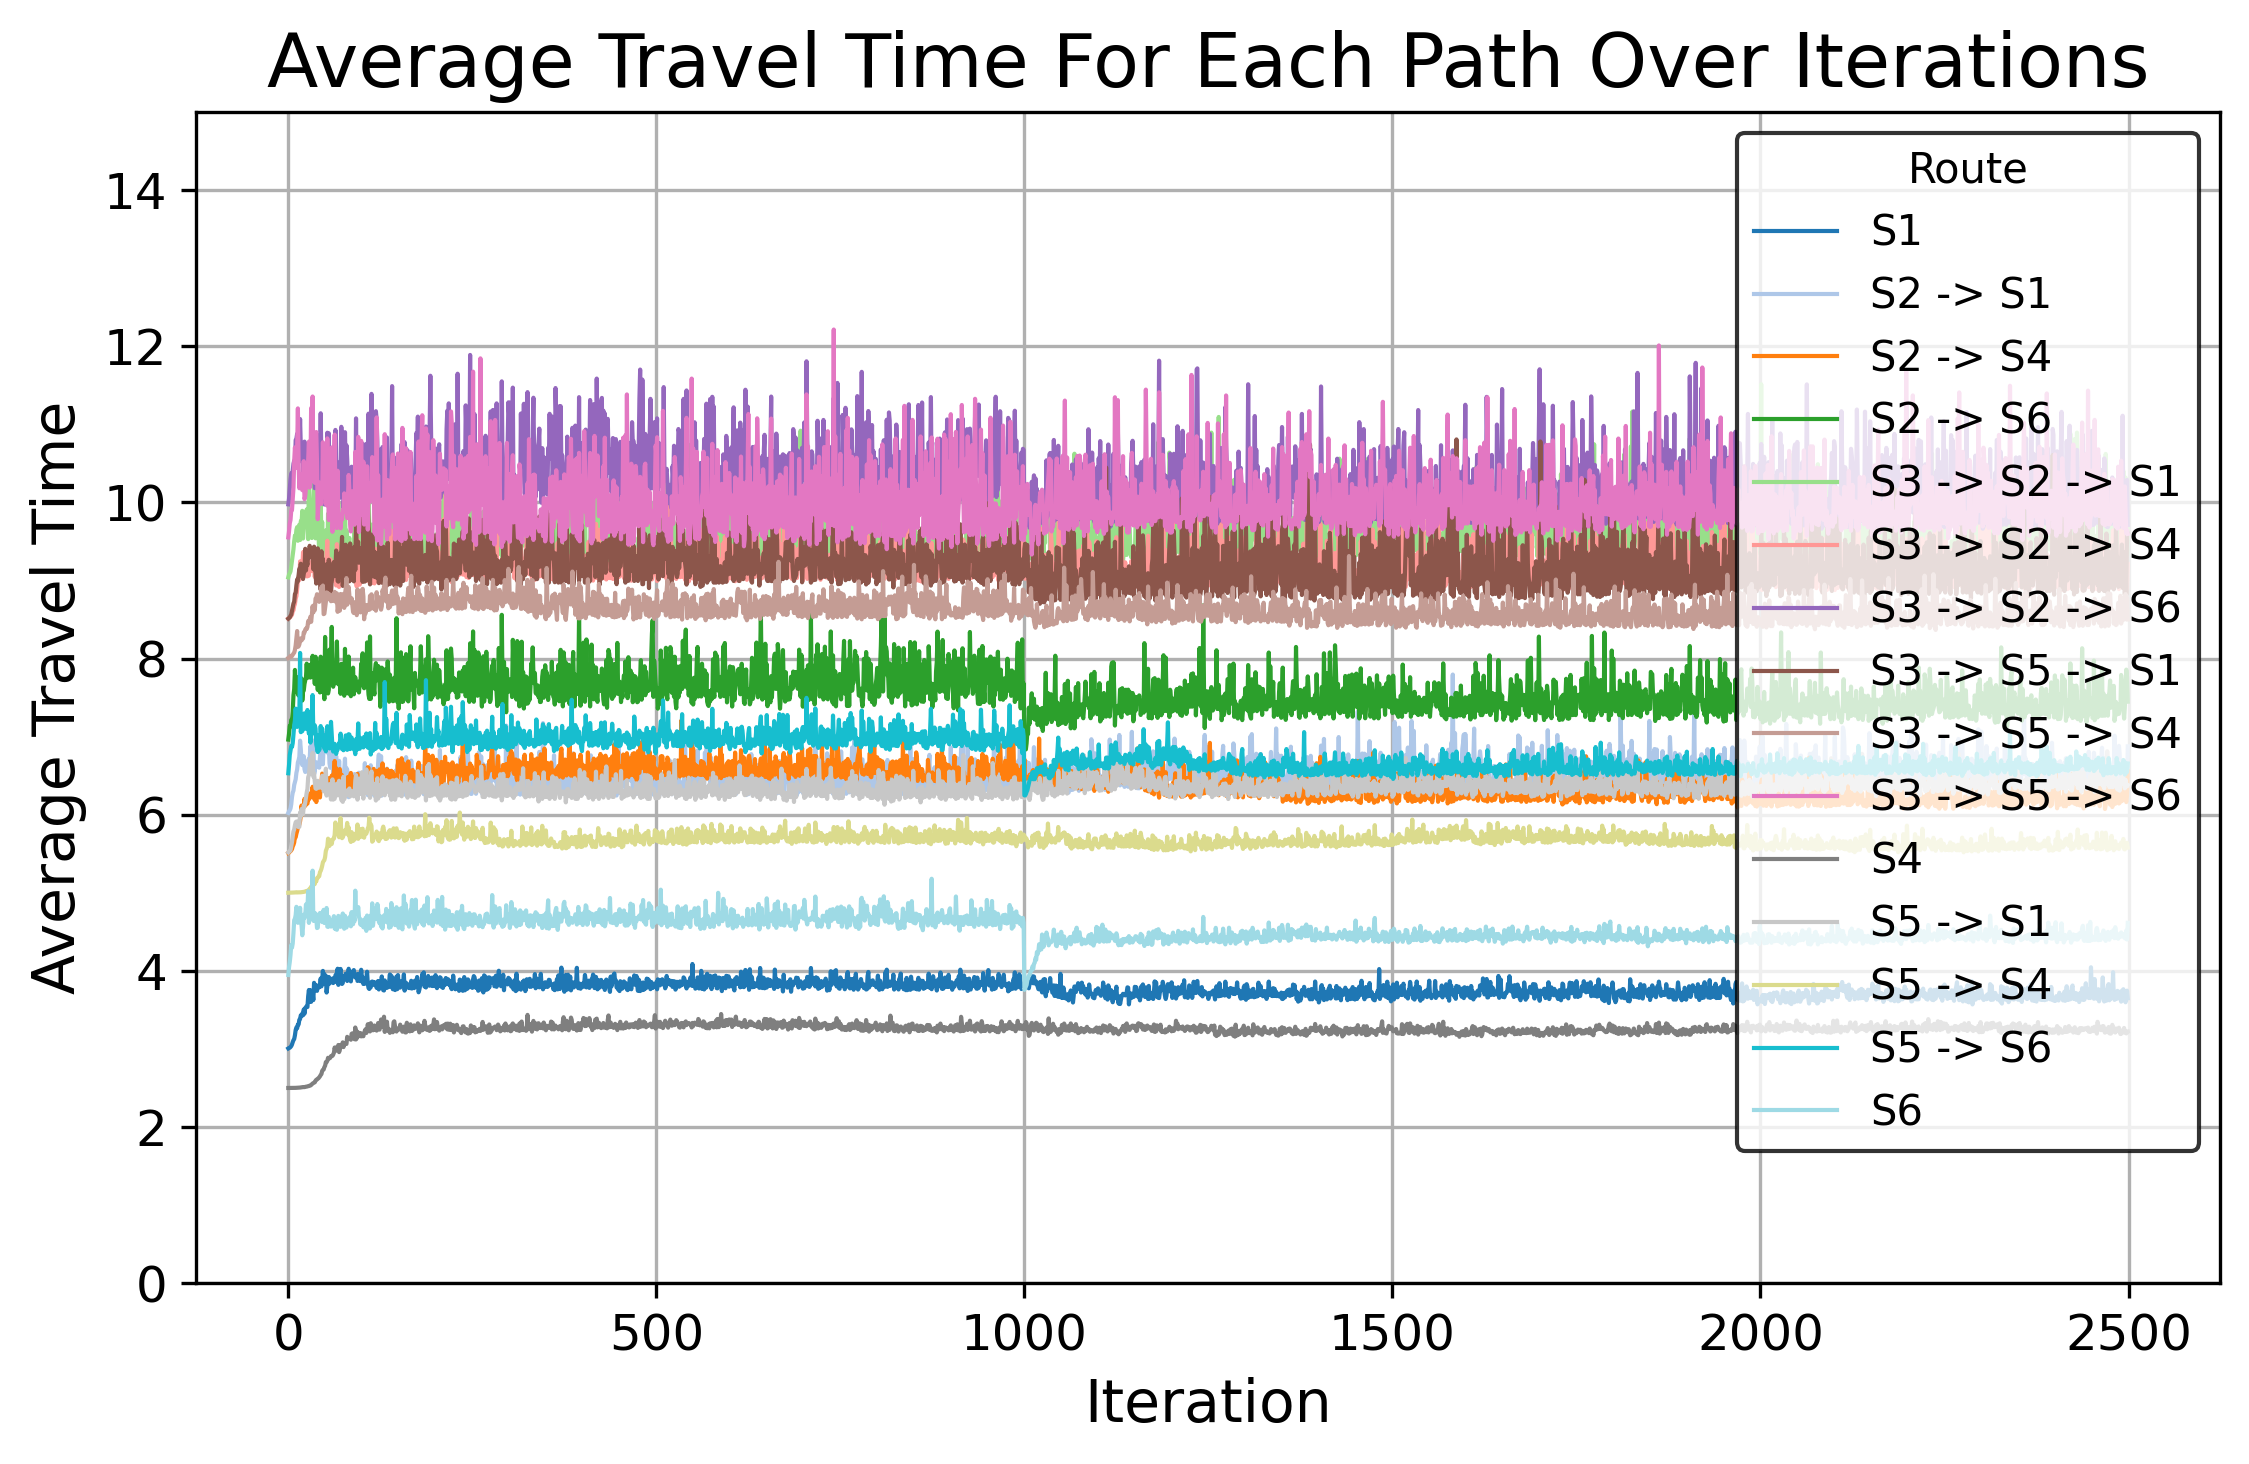 Average Travel Time For Each Path Over Iterations
Average Travel Time
14
12
10
8
6
4
2
0
Route
S1
S2 -> S1
S2 -> S4
S2 -> S6
S3 -> S2 -> S1
S3 -> S2 -> S4
S3 -> S2 -> S6
S3 -> S5 -> S1
S3 -> S5 -> S4
S3 -> S5 -> S6
S4
S5 -> S1
S5 -> S4
S5 -> S6
S6
0 500 1000 1500 2000 2500
Iteration